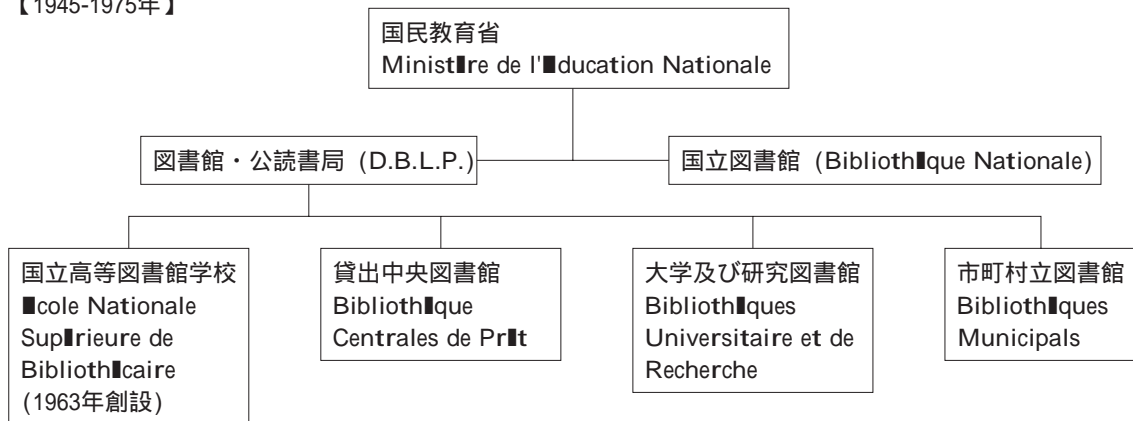 【1945-1975年】
国民教育省
Minist■re de l'■ducation Nationale
図書館・公読書局 (D.B.L.P.)
国立図書館 (Biblioth■que Nationale)
国立高等図書館学校
■cole Nationale
Sup■rieure de
Biblioth■caire
(1963年創設)
貸出中央図書館
Biblioth■que
Centrales de Pr■t
大学及び研究図書館
Biblioth■ques
Universitaire et de
Recherche
市町村立図書館
Biblioth■ques
Municipals